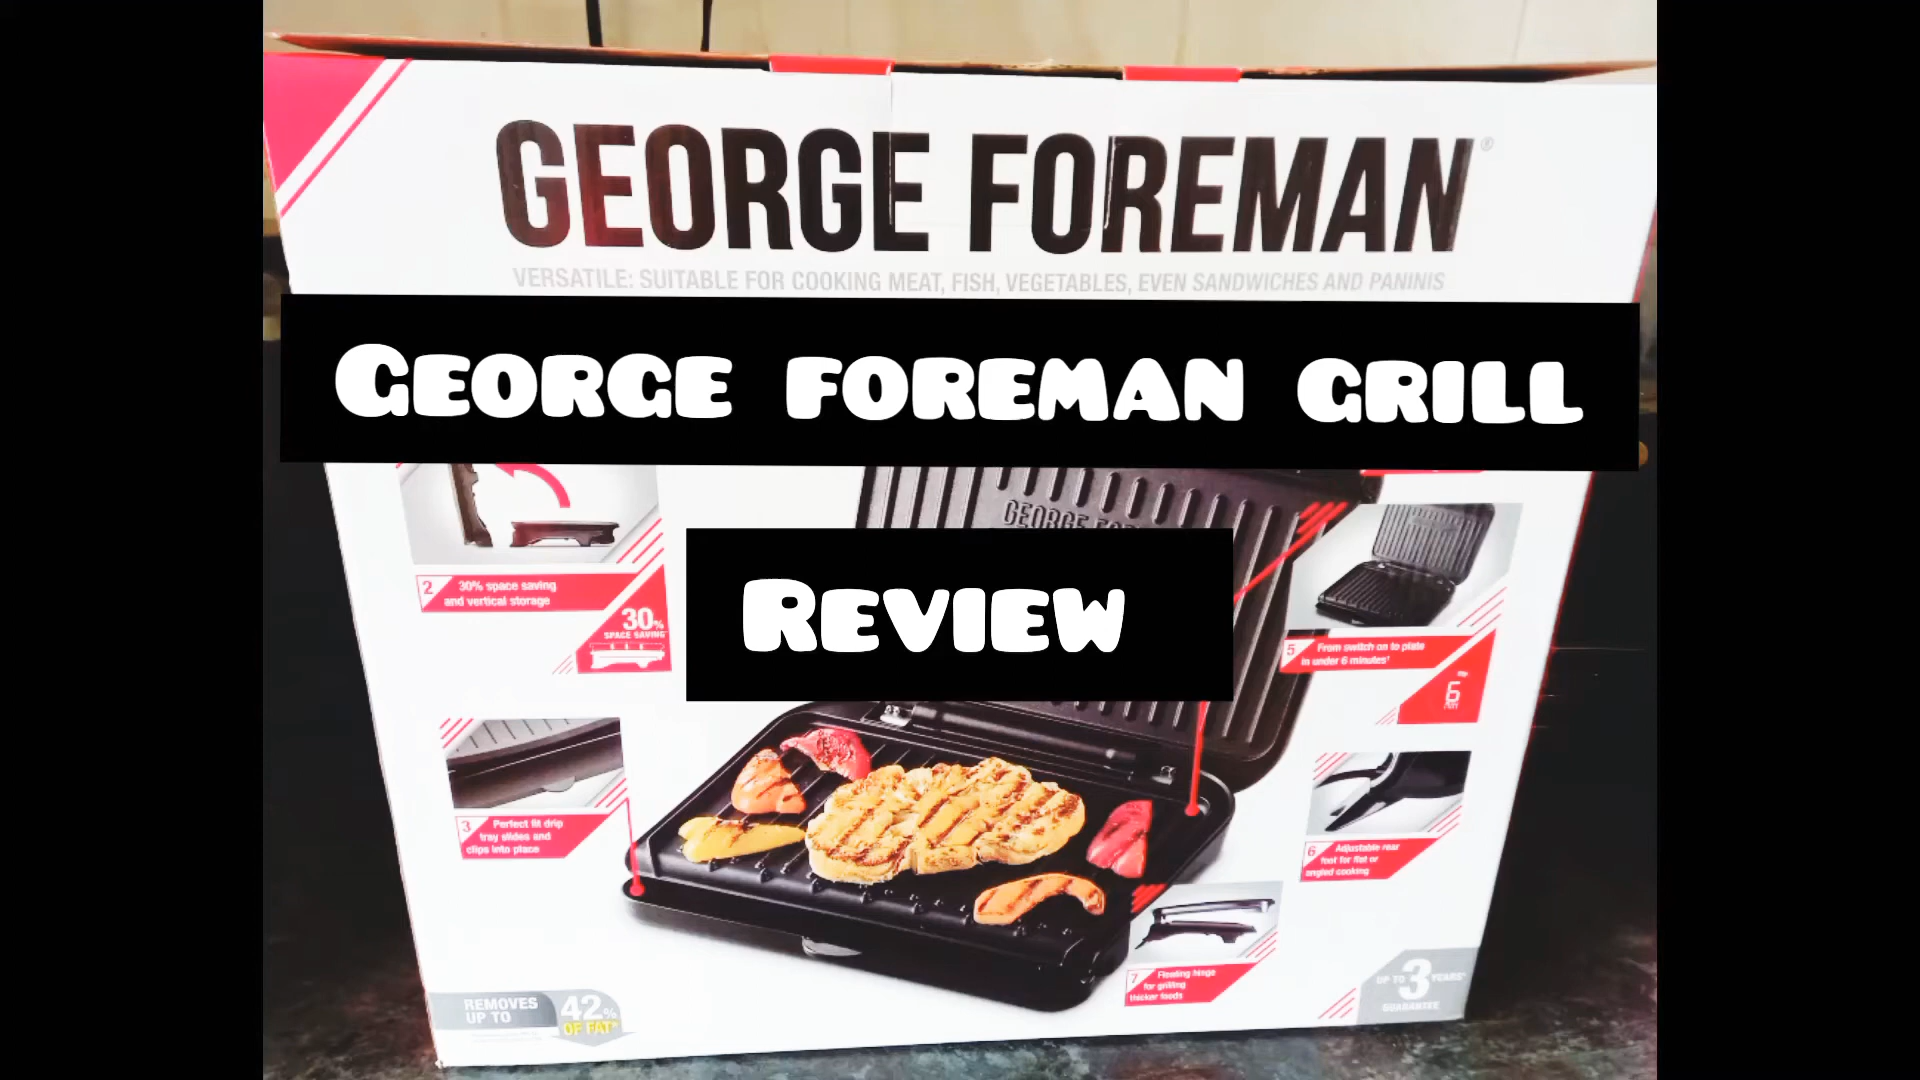 GEORGE FOREMAN®
VERSATILE: SUITABLE FOR COOKING MEAT, FISH, VEGETABLES, EVEN SANDWICHES AND PANINIS
GEORGE FOREMAN GRILL
GEORGE
REVIEW
2 30% space saving
and vertical storage
30%
SPACE SAVING
5 From switch on to plate
in under 6 minutes
6
3 Perfect fit drip
tray slides and
clips into place
6 Adjustable rear
foot for flat or
angled cooking
7 Floating hinge
for grilling
thicker foods
REMOVES
UP TO
42%
OF FAT*
UP TO 3 YEARS*
GUARANTEE